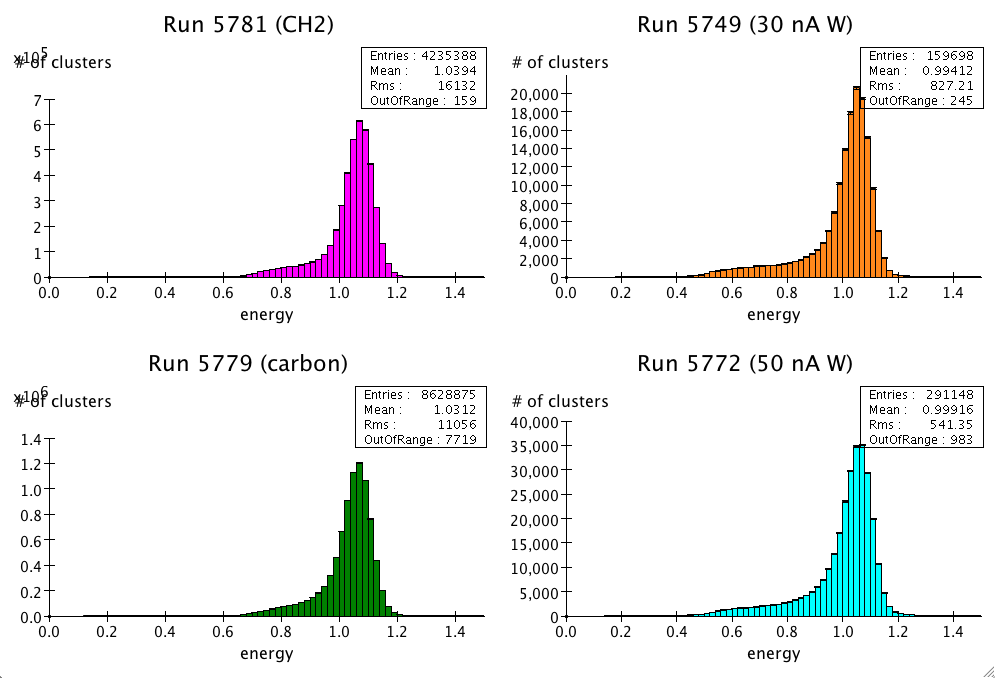 Run 5781 (CH2)
x10^5
# of clusters
Entries : 4235388
Mean : 1.0394
Rms : 16132
OutOfRange : 159
7
6
5
4
3
2
1
0
0.0 0.2 0.4 0.6 0.8 1.0 1.2 1.4
energy
Run 5749 (30 nA W)
# of clusters
Entries : 159698
Mean : 0.99412
Rms : 827.21
OutOfRange : 245
20,000
18,000
16,000
14,000
12,000
10,000
8,000
6,000
4,000
2,000
0
0.0 0.2 0.4 0.6 0.8 1.0 1.2 1.4
energy
Run 5779 (carbon)
x10^6
# of clusters
Entries : 8628875
Mean : 1.0312
Rms : 11056
OutOfRange : 7719
1.4
1.2
1.0
0.8
0.6
0.4
0.2
0.0
0.0 0.2 0.4 0.6 0.8 1.0 1.2 1.4
energy
Run 5772 (50 nA W)
# of clusters
Entries : 291148
Mean : 0.99916
Rms : 541.35
OutOfRange : 983
40,000
35,000
30,000
25,000
20,000
15,000
10,000
5,000
0
0.0 0.2 0.4 0.6 0.8 1.0 1.2 1.4
energy